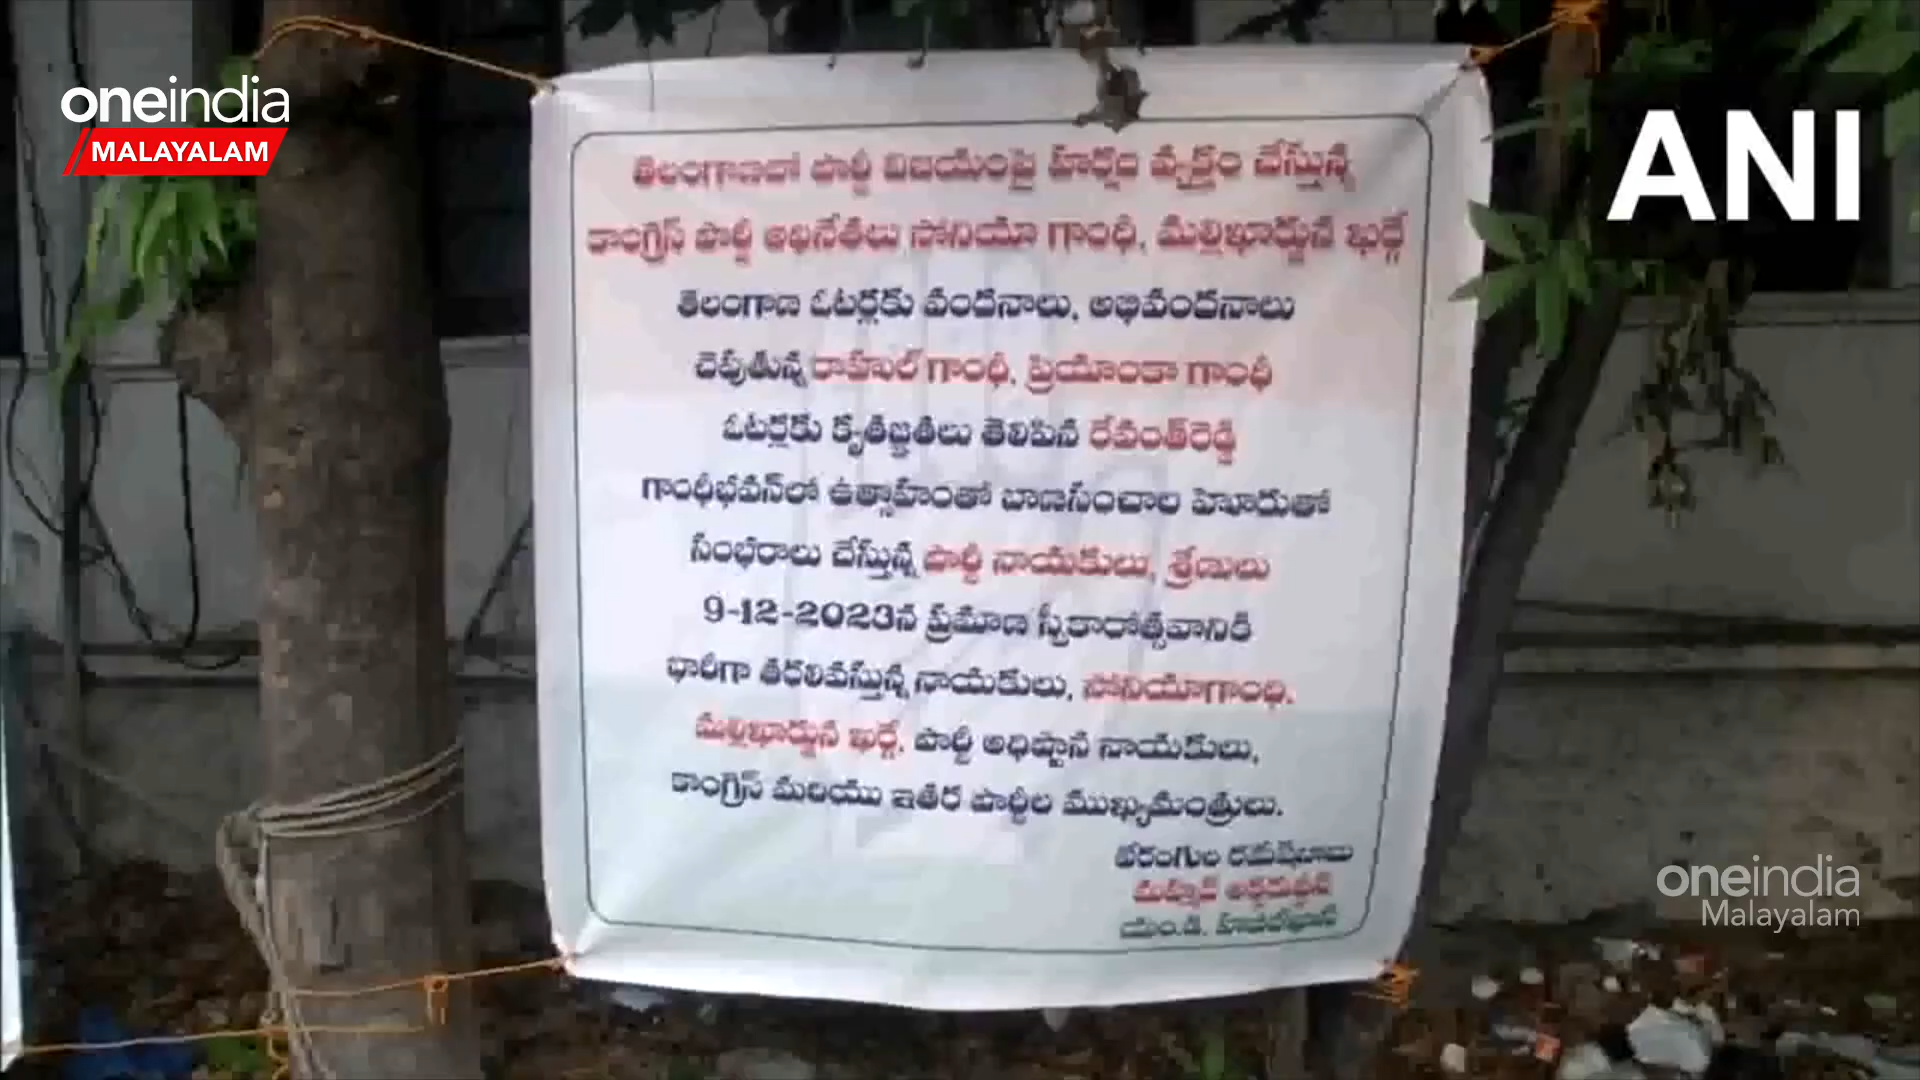 oneindia
MALAYALAM
ANI
తెలంగాణలో పార్టీ విజయంపై హర్షం వ్యక్తం చేస్తున్న
కాంగ్రెస్ పార్టీ అధినేతలు సోనియా గాంధీ, మల్లిఖార్జున ఖర్గే
తెలంగాణ ఓటర్లకు వందనాలు, అభివందనాలు
చెప్తున్న రాహుల్ గాంధీ, ప్రియాంకా గాంధీ
ఓటర్లకు కృతజ్ఞతలు తెలిపిన రేవంత్‌రెడ్డి
గాంధీభవన్‌లో ఉత్సాహంతో బాణసంచాల హెూరుతో
సంభరాలు చేస్తున్న పార్టీ నాయకులు, శ్రేణులు
9-12-2023న ప్రమాణ స్వీకారోత్సవానికి
భారీగా తరలివస్తున్న నాయకులు, సోనియాగాంధి,
మల్లిఖార్జున ఖర్గే, పార్టీ అధిష్టాన నాయకులు,
కాంగ్రెస్ మరియు ఇతర పార్టీల ముఖ్యమంత్రులు.
యం.డి.
oneindia
Malayalam